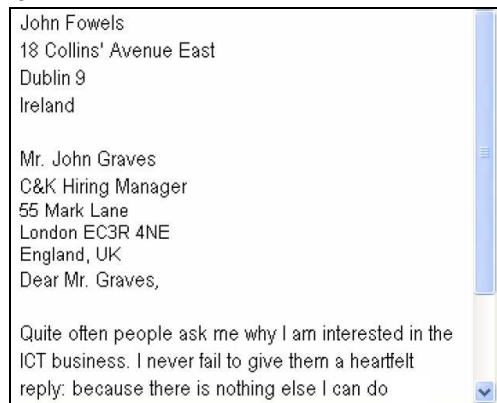 John Fowels
18 Collins' Avenue East
Dublin 9
Ireland
Mr. John Graves
C&K Hiring Manager
55 Mark Lane
London EC3R 4NE
England, UK
Dear Mr. Graves,
Quite often people ask me why I am interested in the
ICT business. I never fail to give them a heartfelt
reply: because there is nothing else I can do